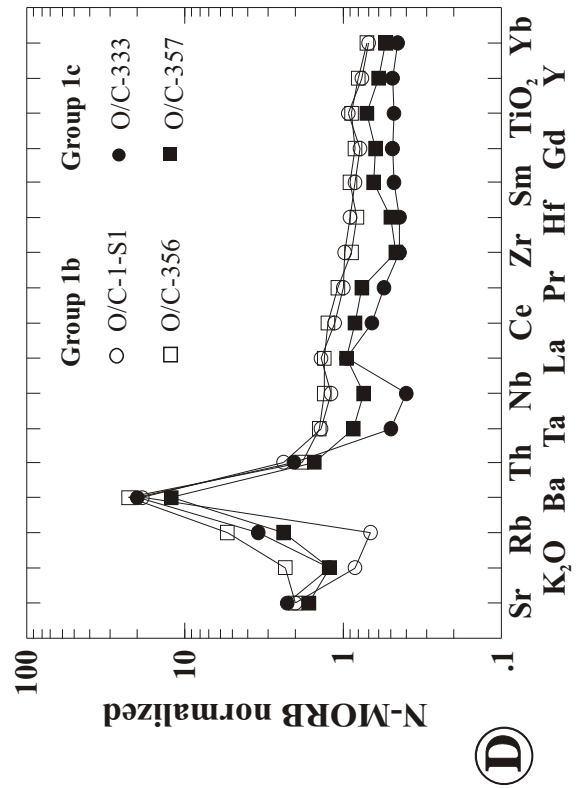 Group 1b Group 1c
O/C-1-S1 O/C-333
O/C-356 O/C-357
100
10
1
.1
N-MORB normalized
Sr Rb Th Nb Ce Zr Sm TiO2 Yb
K2O Ba Ta La Pr Hf Gd Y
D